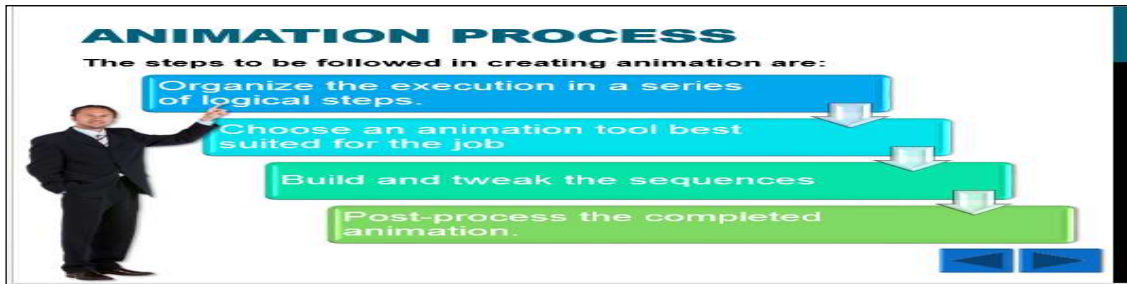 ANIMATION PROCESS
The steps to be followed in creating animation are:
Organize the execution in a series
of logical steps.
Choose an animation tool best
suited for the job
Build and tweak the sequences
Post-process the completed
animation.